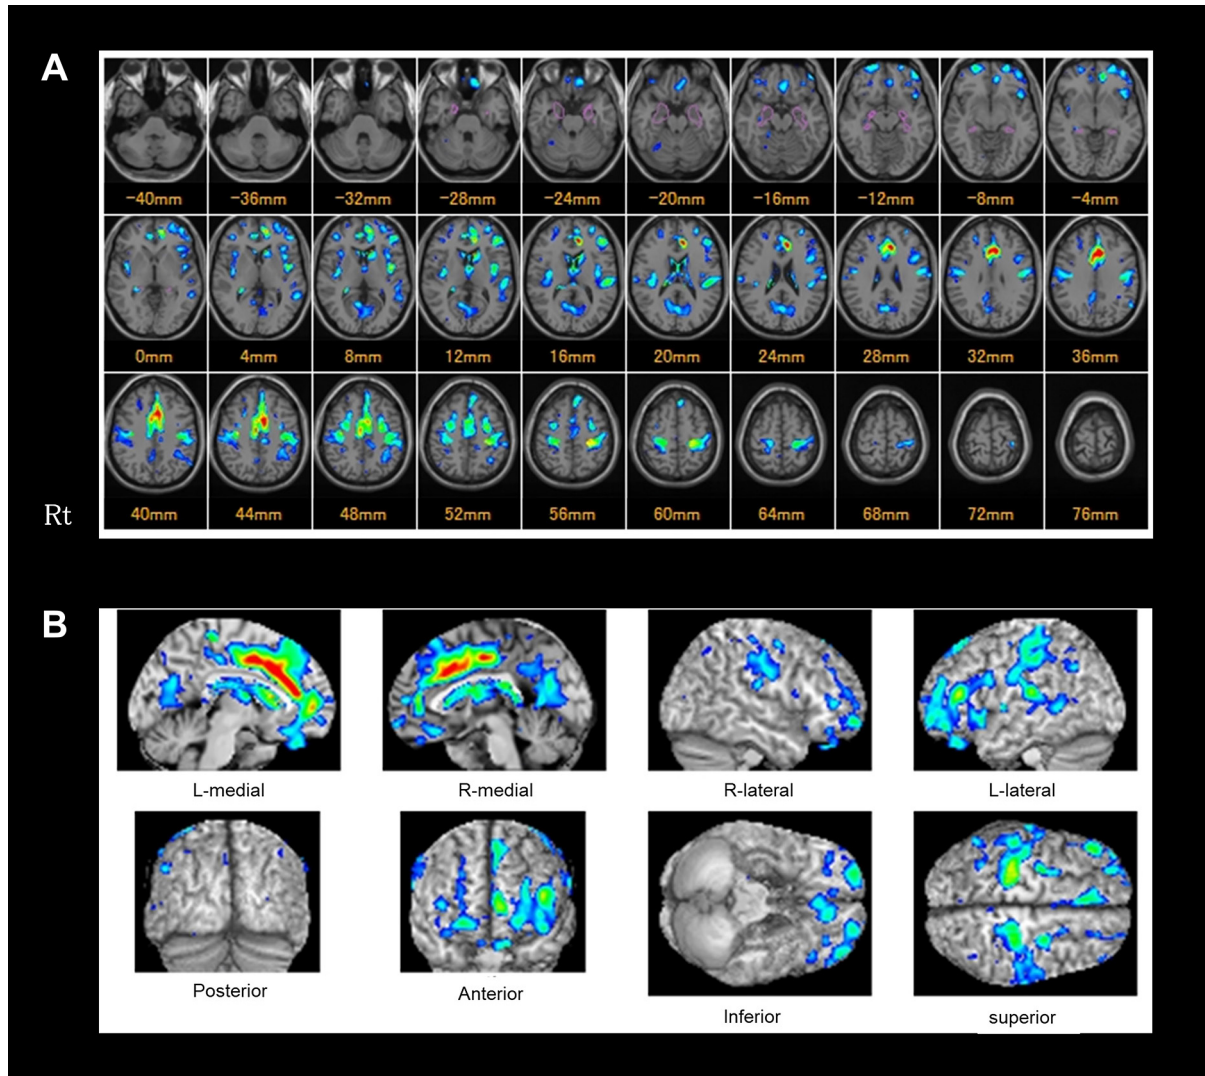 A
−40mm −36mm −32mm −28mm −24mm −20mm −16mm −12mm −8mm −4mm
0mm 4mm 8mm 12mm 16mm 20mm 24mm 28mm 32mm 36mm
Rt 40mm 44mm 48mm 52mm 56mm 60mm 64mm 68mm 72mm 76mm
B
L-medial R-medial R-lateral L-lateral
Posterior Anterior Inferior superior